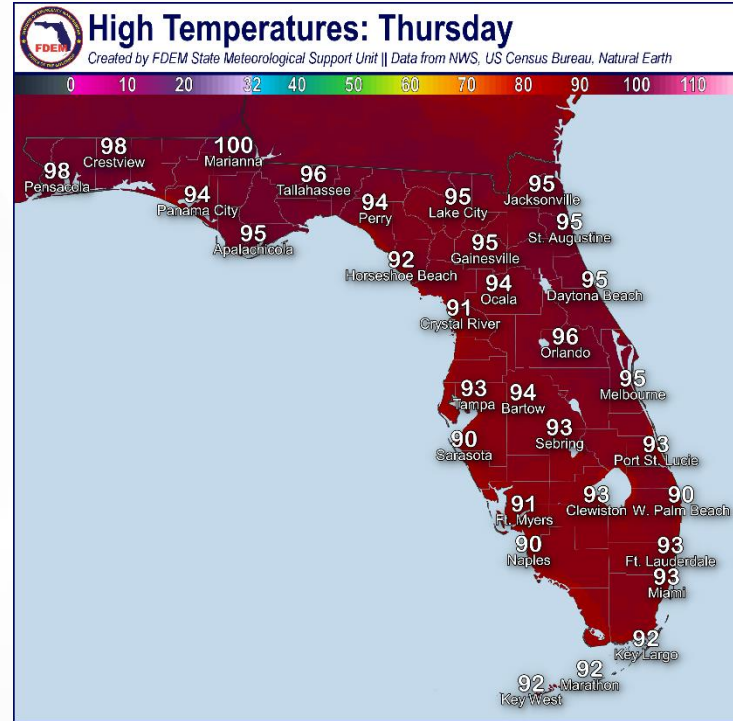 High Temperatures: Thursday
FDEM
Created by FDEM State Meteorological Support Unit || Data from NWS, US Census Bureau, Natural Earth
0 10 20 32 40 50 60 70 80 90 100 110
98
Crestview
100
Marianna
98
Pensacola
96
Tallahassee
94
Panama City
94
Perry
95
Lake City
95
Jacksonville
95
Apalachicola
95
St. Augustine
92
Horseshoe Beach
95
Gainesville
94
Ocala
95
Daytona Beach
91
Crystal River
96
Orlando
93
Tampa
94
Bartow
95
Melbourne
90
Sarasota
93
Sebring
93
Port St. Lucie
91
Ft. Myers
93
Clewiston
90
W. Palm Beach
90
Naples
93
Ft. Lauderdale
93
Miami
92
Key Largo
92
Marathon
92
Key West